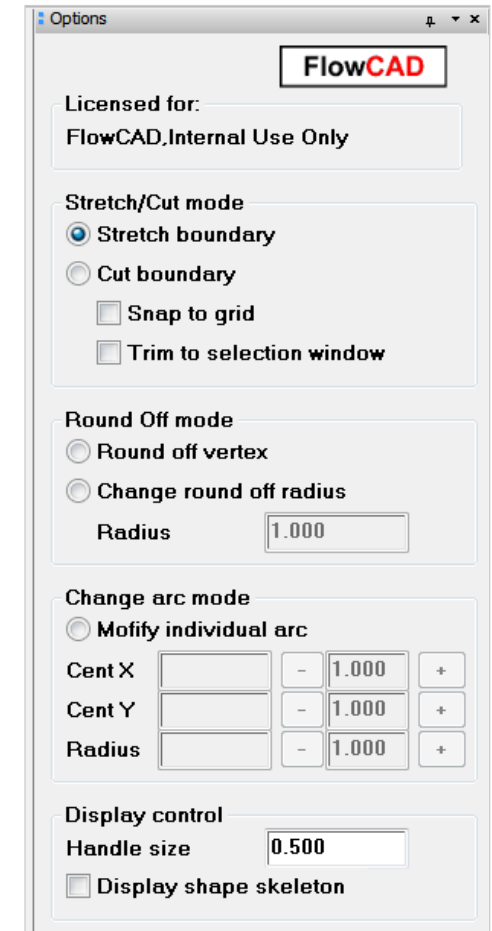 Options
FlowCAD
Licensed for:
FlowCAD,Internal Use Only
Stretch/Cut mode
Stretch boundary
Cut boundary
Snap to grid
Trim to selection window
Round Off mode
Round off vertex
Change round off radius
Radius 1.000
Change arc mode
Mofify individual arc
Cent X - 1.000 +
Cent Y - 1.000 +
Radius - 1.000 +
Display control
Handle size 0.500
Display shape skeleton